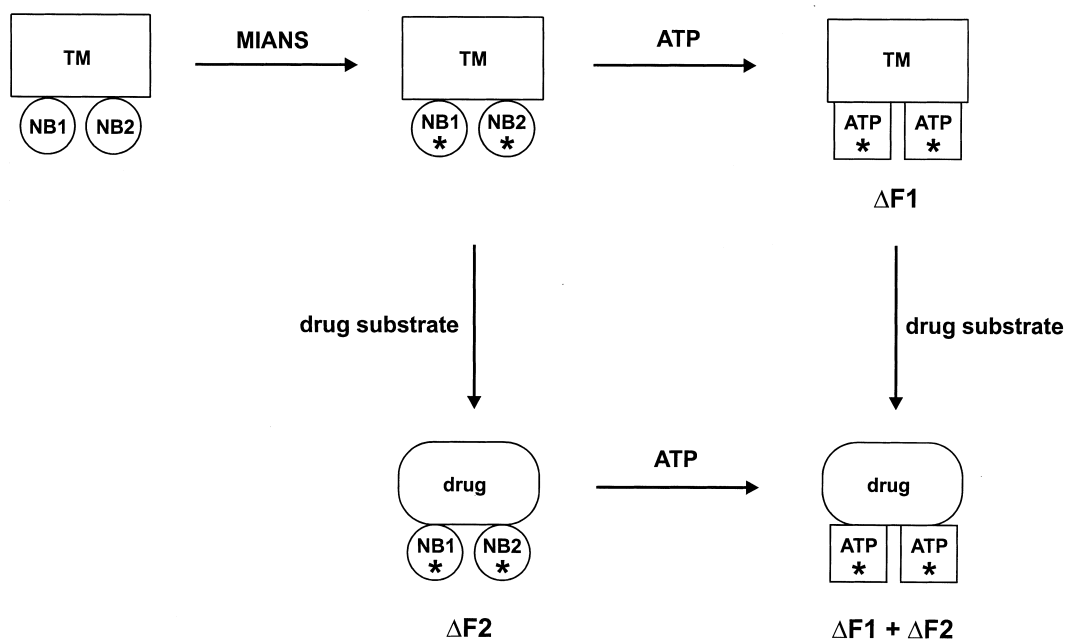 MIANS
ATP
TM
TM
TM
NB1 NB2
NB1 NB2
ATP ATP
* *
* *
ΔF1
drug substrate
drug substrate
ATP
drug
drug
NB1 NB2
ATP ATP
* *
* *
ΔF2
ΔF1 + ΔF2